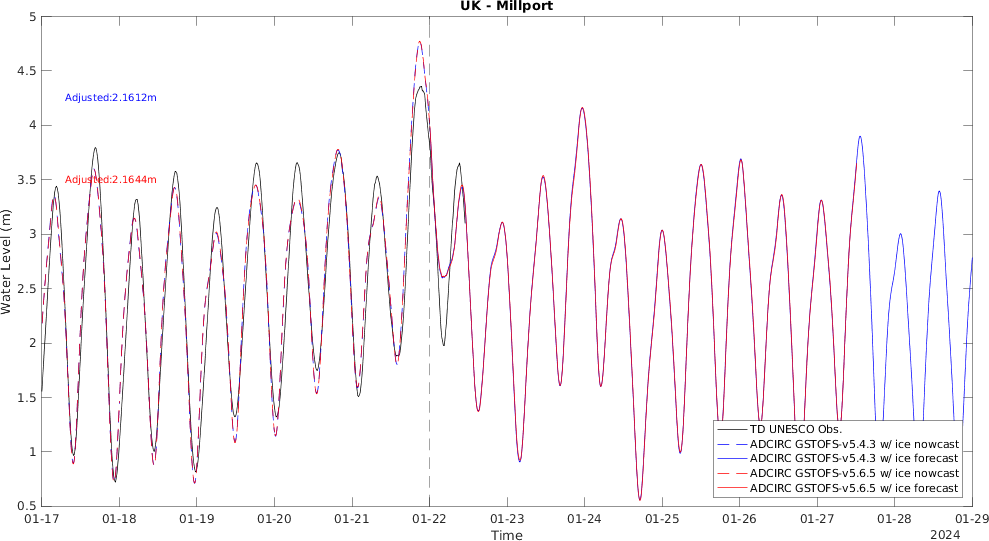 UK - Millport
5
4.5
4
3.5
3
2.5
2
1.5
1
0.5
Water Level (m)
Adjusted:2.1612m
Adjusted:2.1644m
TD UNESCO Obs.
ADCIRC GSTOFS-v5.4.3 w/ ice nowcast
ADCIRC GSTOFS-v5.4.3 w/ ice forecast
ADCIRC GSTOFS-v5.6.5 w/ ice nowcast
ADCIRC GSTOFS-v5.6.5 w/ ice forecast
01-17 01-18 01-19 01-20 01-21 01-22 01-23 01-24 01-25 01-26 01-27 01-28 01-29
Time
2024